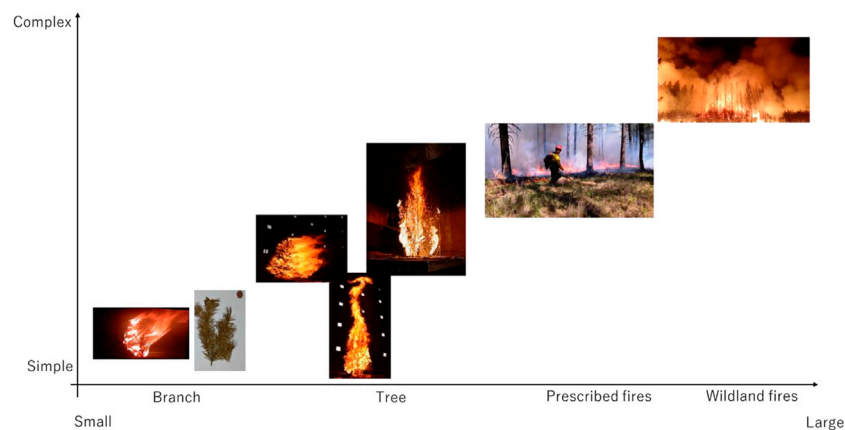 Complex
Simple
Branch
Tree
Prescribed fires
Wildland fires
Small
Large